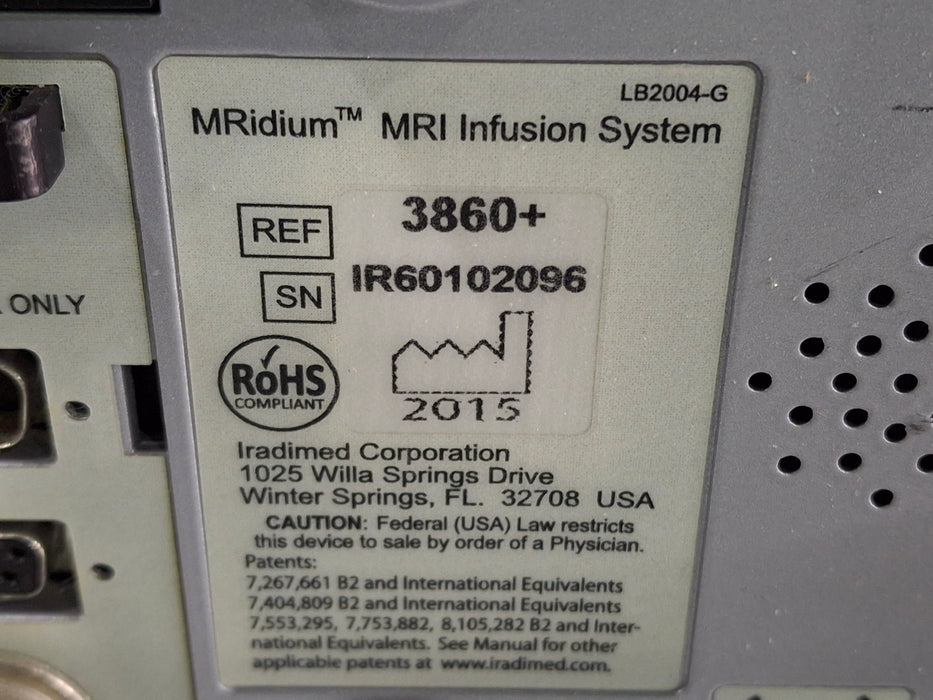 LB2004-G
MRidium™ MRI Infusion System
REF 3860+
SN IR60102096
RoHS
COMPLIANT
2015
ONLY
Iradimed Corporation
1025 Willa Springs Drive
Winter Springs, FL. 32708 USA
CAUTION: Federal (USA) Law restricts
this device to sale by order of a Physician.
Patents:
7,267,661 B2 and International Equivalents
7,404,809 B2 and International Equivalents
7,553,295, 7,753,882, 8,105,282 B2 and Inter-
national Equivalents. See Manual for other
applicable patents at www.iradimed.com.